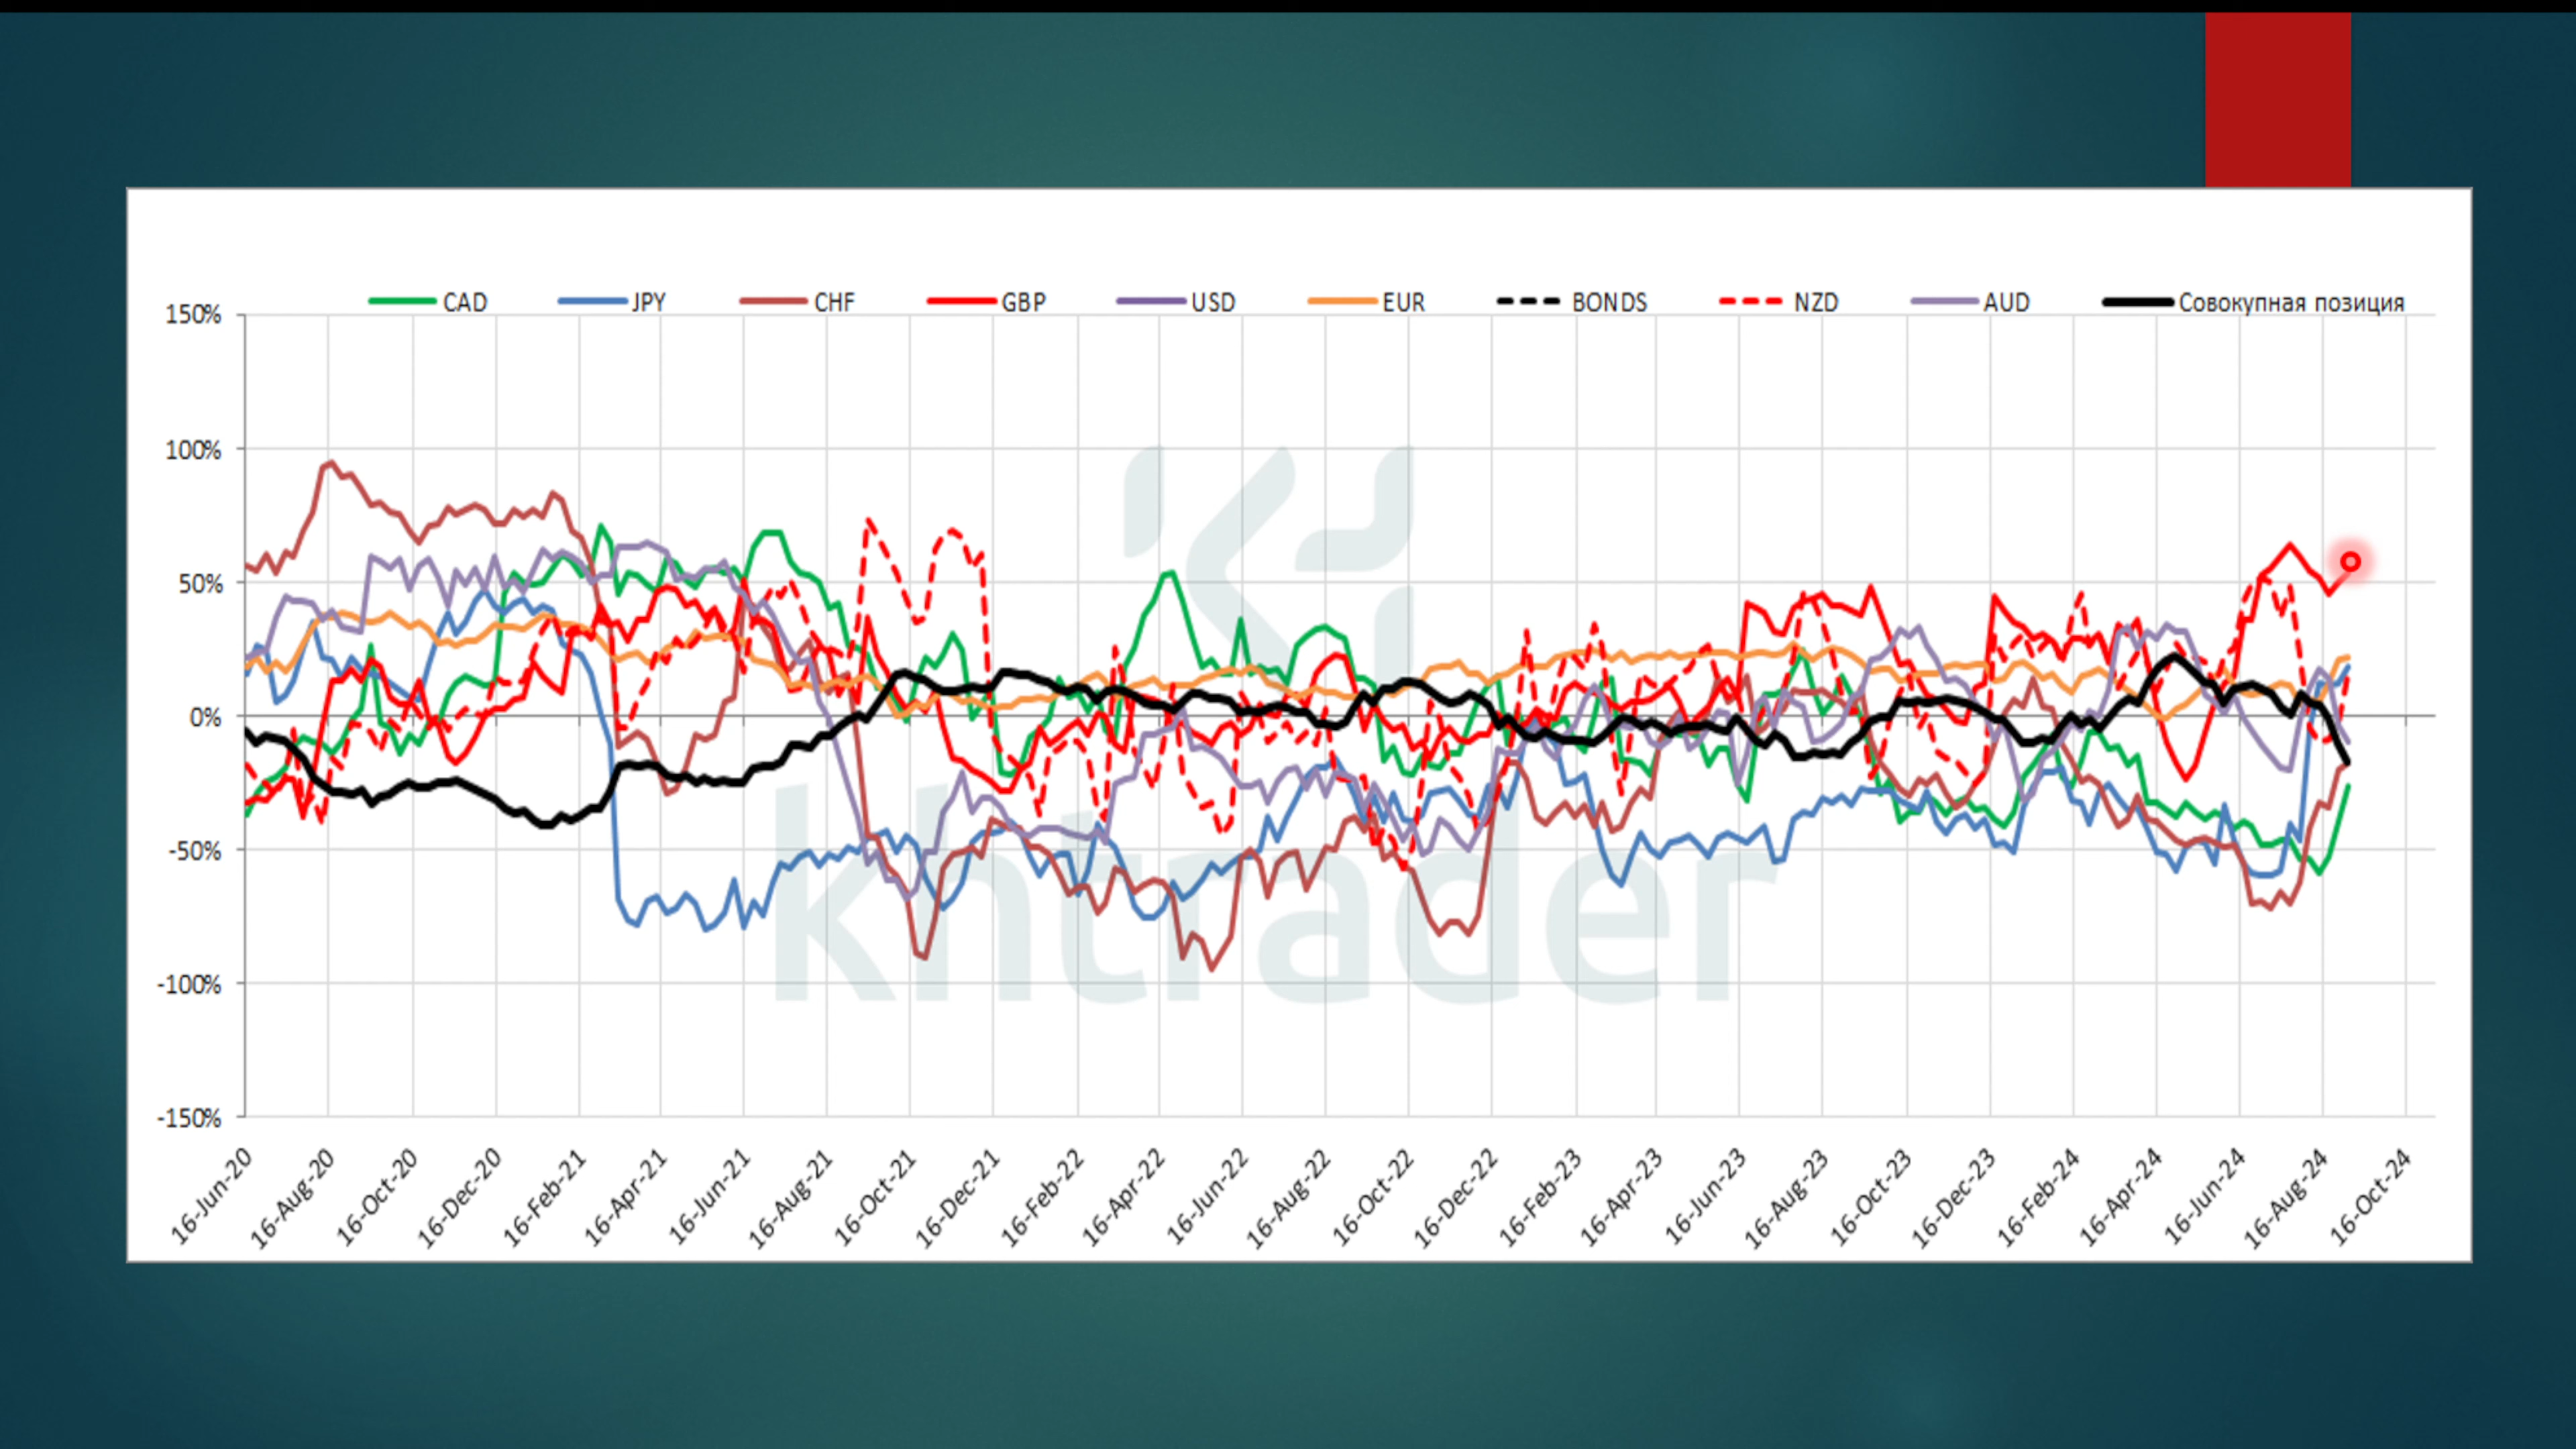 CAD JPY CHF GBP USD EUR BONDS NZD AUD Совокупная позиция
150%
100%
50%
0%
-50%
-100%
-150%
khtrader
16-Jun-20 16-Aug-20 16-Oct-20 16-Dec-20 16-Feb-21 16-Apr-21 16-Jun-21 16-Aug-21 16-Oct-21 16-Dec-21 16-Feb-22 16-Apr-22 16-Jun-22 16-Aug-22 16-Oct-22 16-Dec-22 16-Feb-23 16-Apr-23 16-Jun-23 16-Aug-23 16-Oct-23 16-Dec-23 16-Feb-24 16-Apr-24 16-Jun-24 16-Aug-24 16-Oct-24